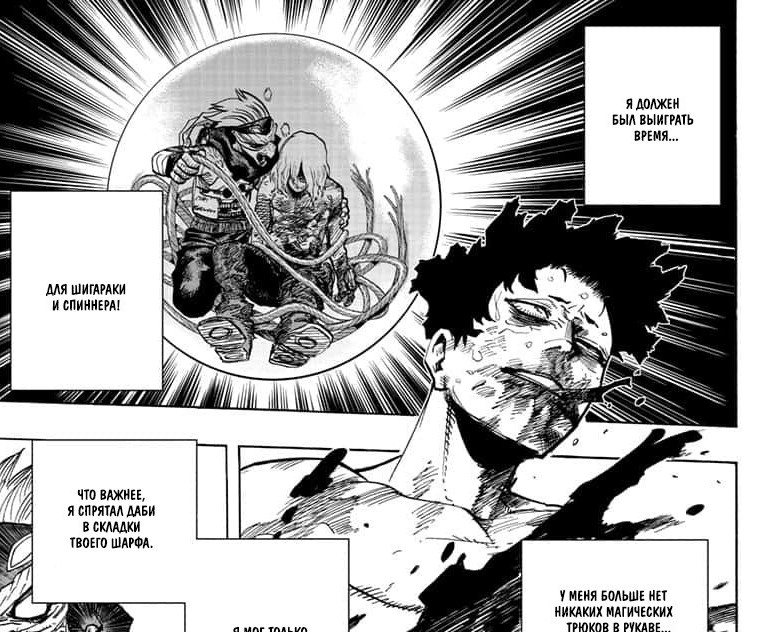 Я ДОЛЖЕН
БЫЛ ВЫИГРАТЬ
ВРЕМЯ...
ДЛЯ ШИГАРАКИ
И СПИННЕРА!
ЧТО ВАЖНЕЕ,
Я СПРЯТАЛ ДАБИ
В СКЛАДКИ
ТВОЕГО ШАРФА.
Я МОГ ТОЛЬКО
У МЕНЯ БОЛЬШЕ НЕТ
НИКАКИХ МАГИЧЕСКИХ
ТРЮКОВ В РУКАВЕ...